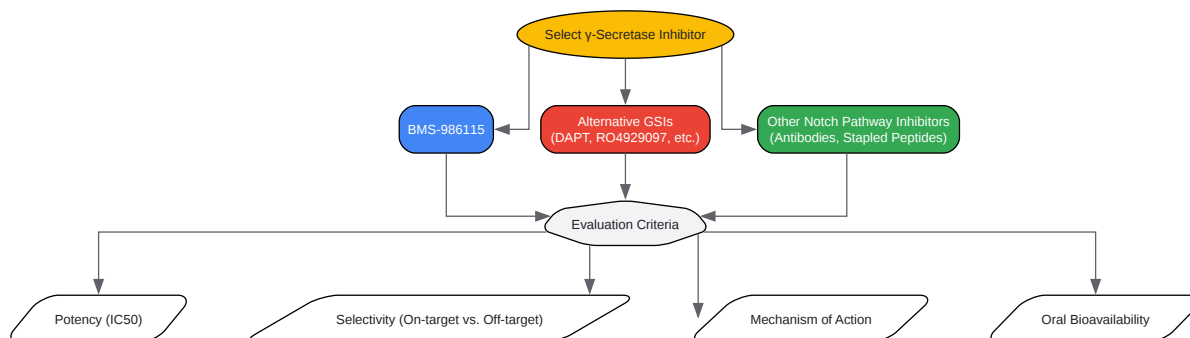 Select γ-Secretase Inhibitor
BMS-986115
Alternative GSIs
(DAPT, RO4929097, etc.)
Other Notch Pathway Inhibitors
(Antibodies, Stapled Peptides)
Evaluation Criteria
Potency (IC50)
Selectivity (On-target vs. Off-target)
Mechanism of Action
Oral Bioavailability